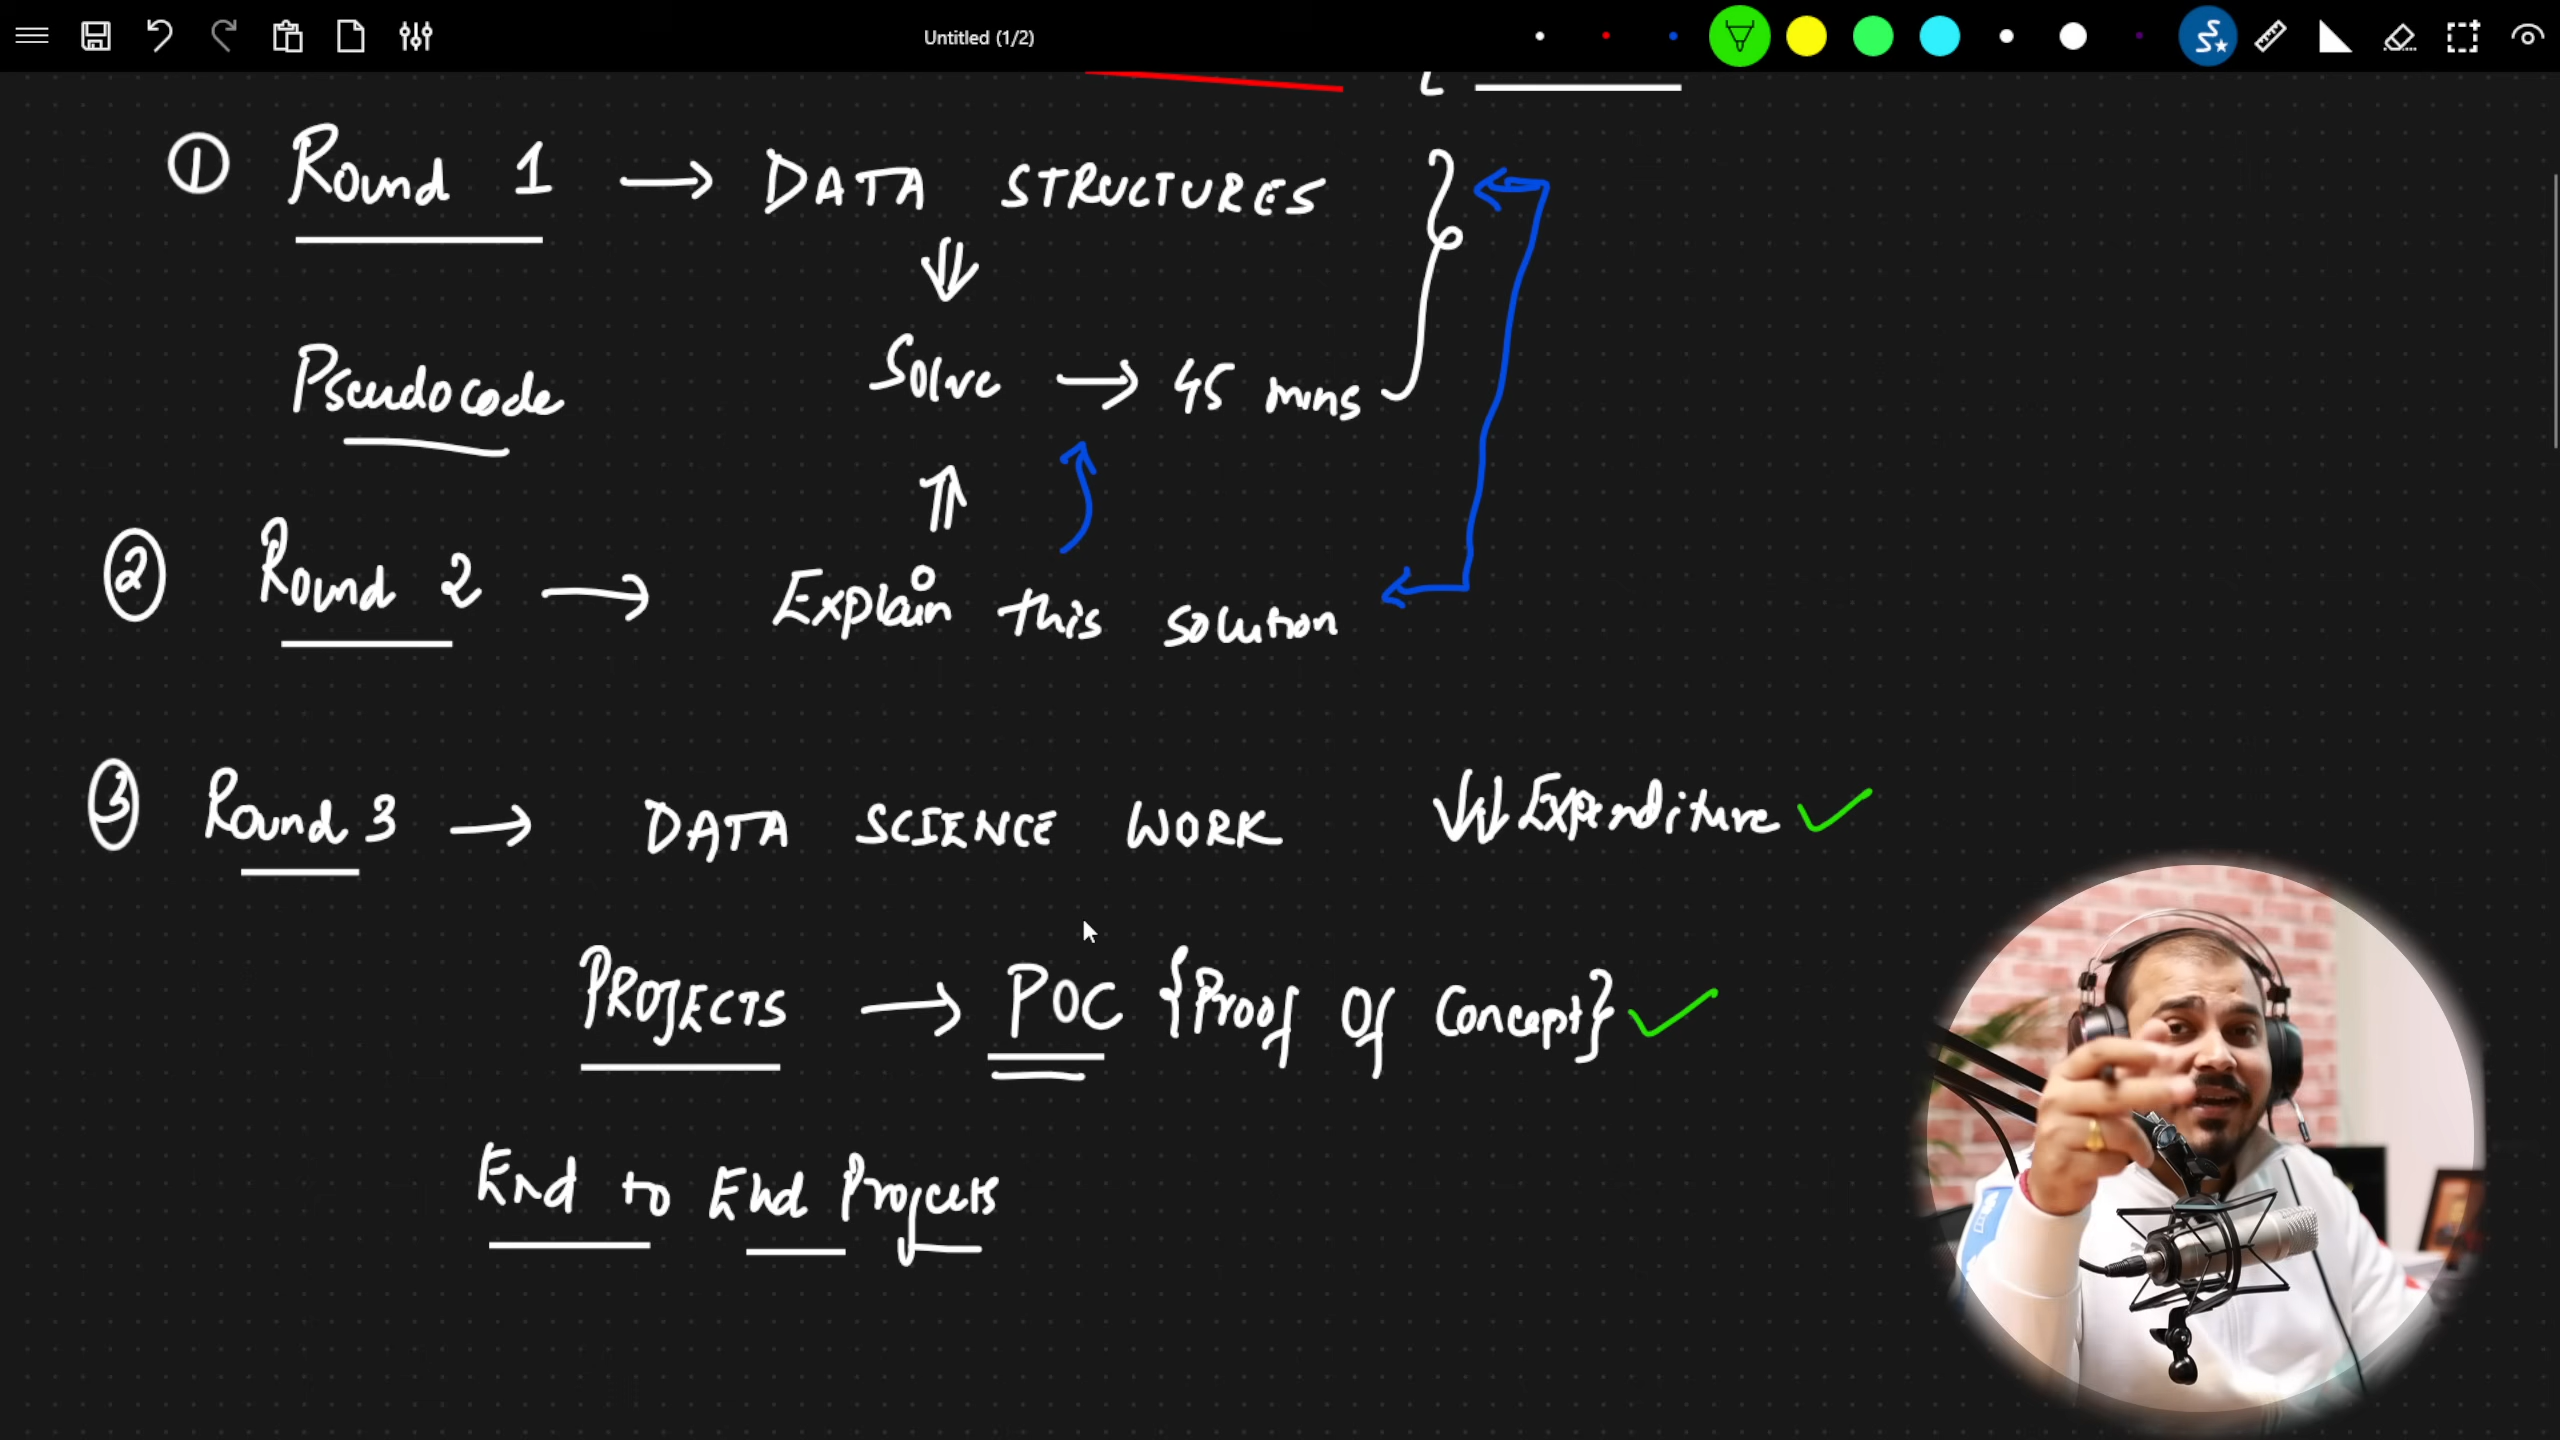 Untitled (1/2)
① Round 1 → DATA STRUCTURES
Pseudocode
Solve → 45 mins
② Round 2 → Explain this solution
③ Round 3 → DATA SCIENCE WORK ↓↓↓ Expenditure ✓
PROJECTS → POC {Proof Of Concept} ✓
End to End Projects